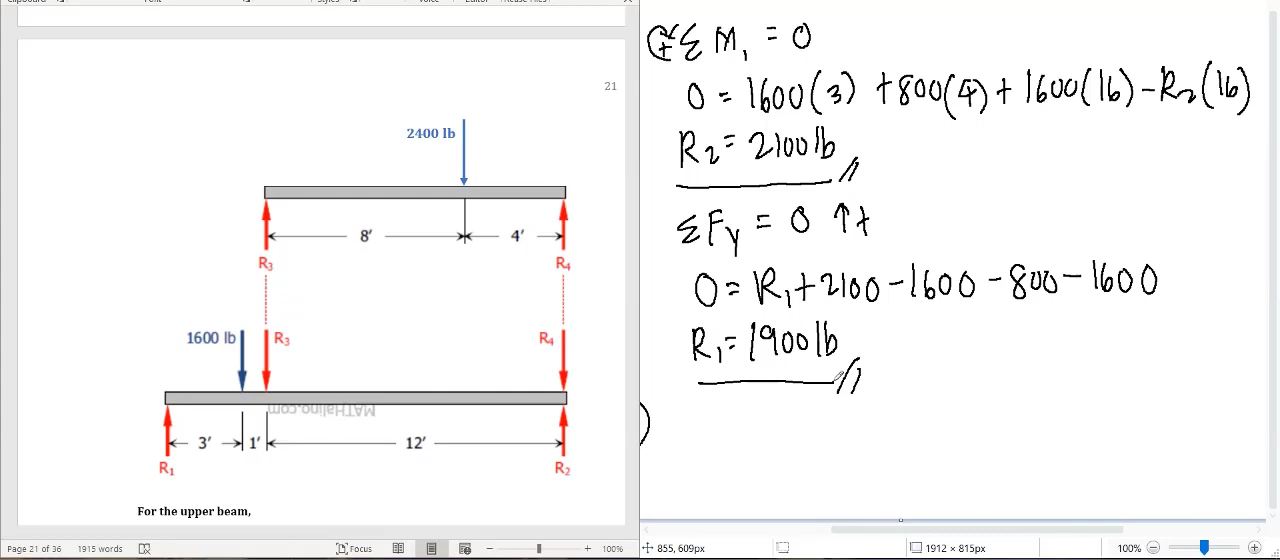 21
2400 lb
8'
4'
R3
R4
1600 lb
R3
R4
MATHalino.com
3'
1'
12'
R1
R2
For the upper beam,
Page 21 of 36
1915 words
Focus
100%
+ Σ M1 = 0
0 = 1600(3) + 800(4) + 1600(16) - R2(16)
R2 = 2100 lb
ΣFy = 0 ↑+
0 = R1 + 2100 - 1600 - 800 - 1600
R1 = 1900 lb
855, 609px
1912 × 815px
100%